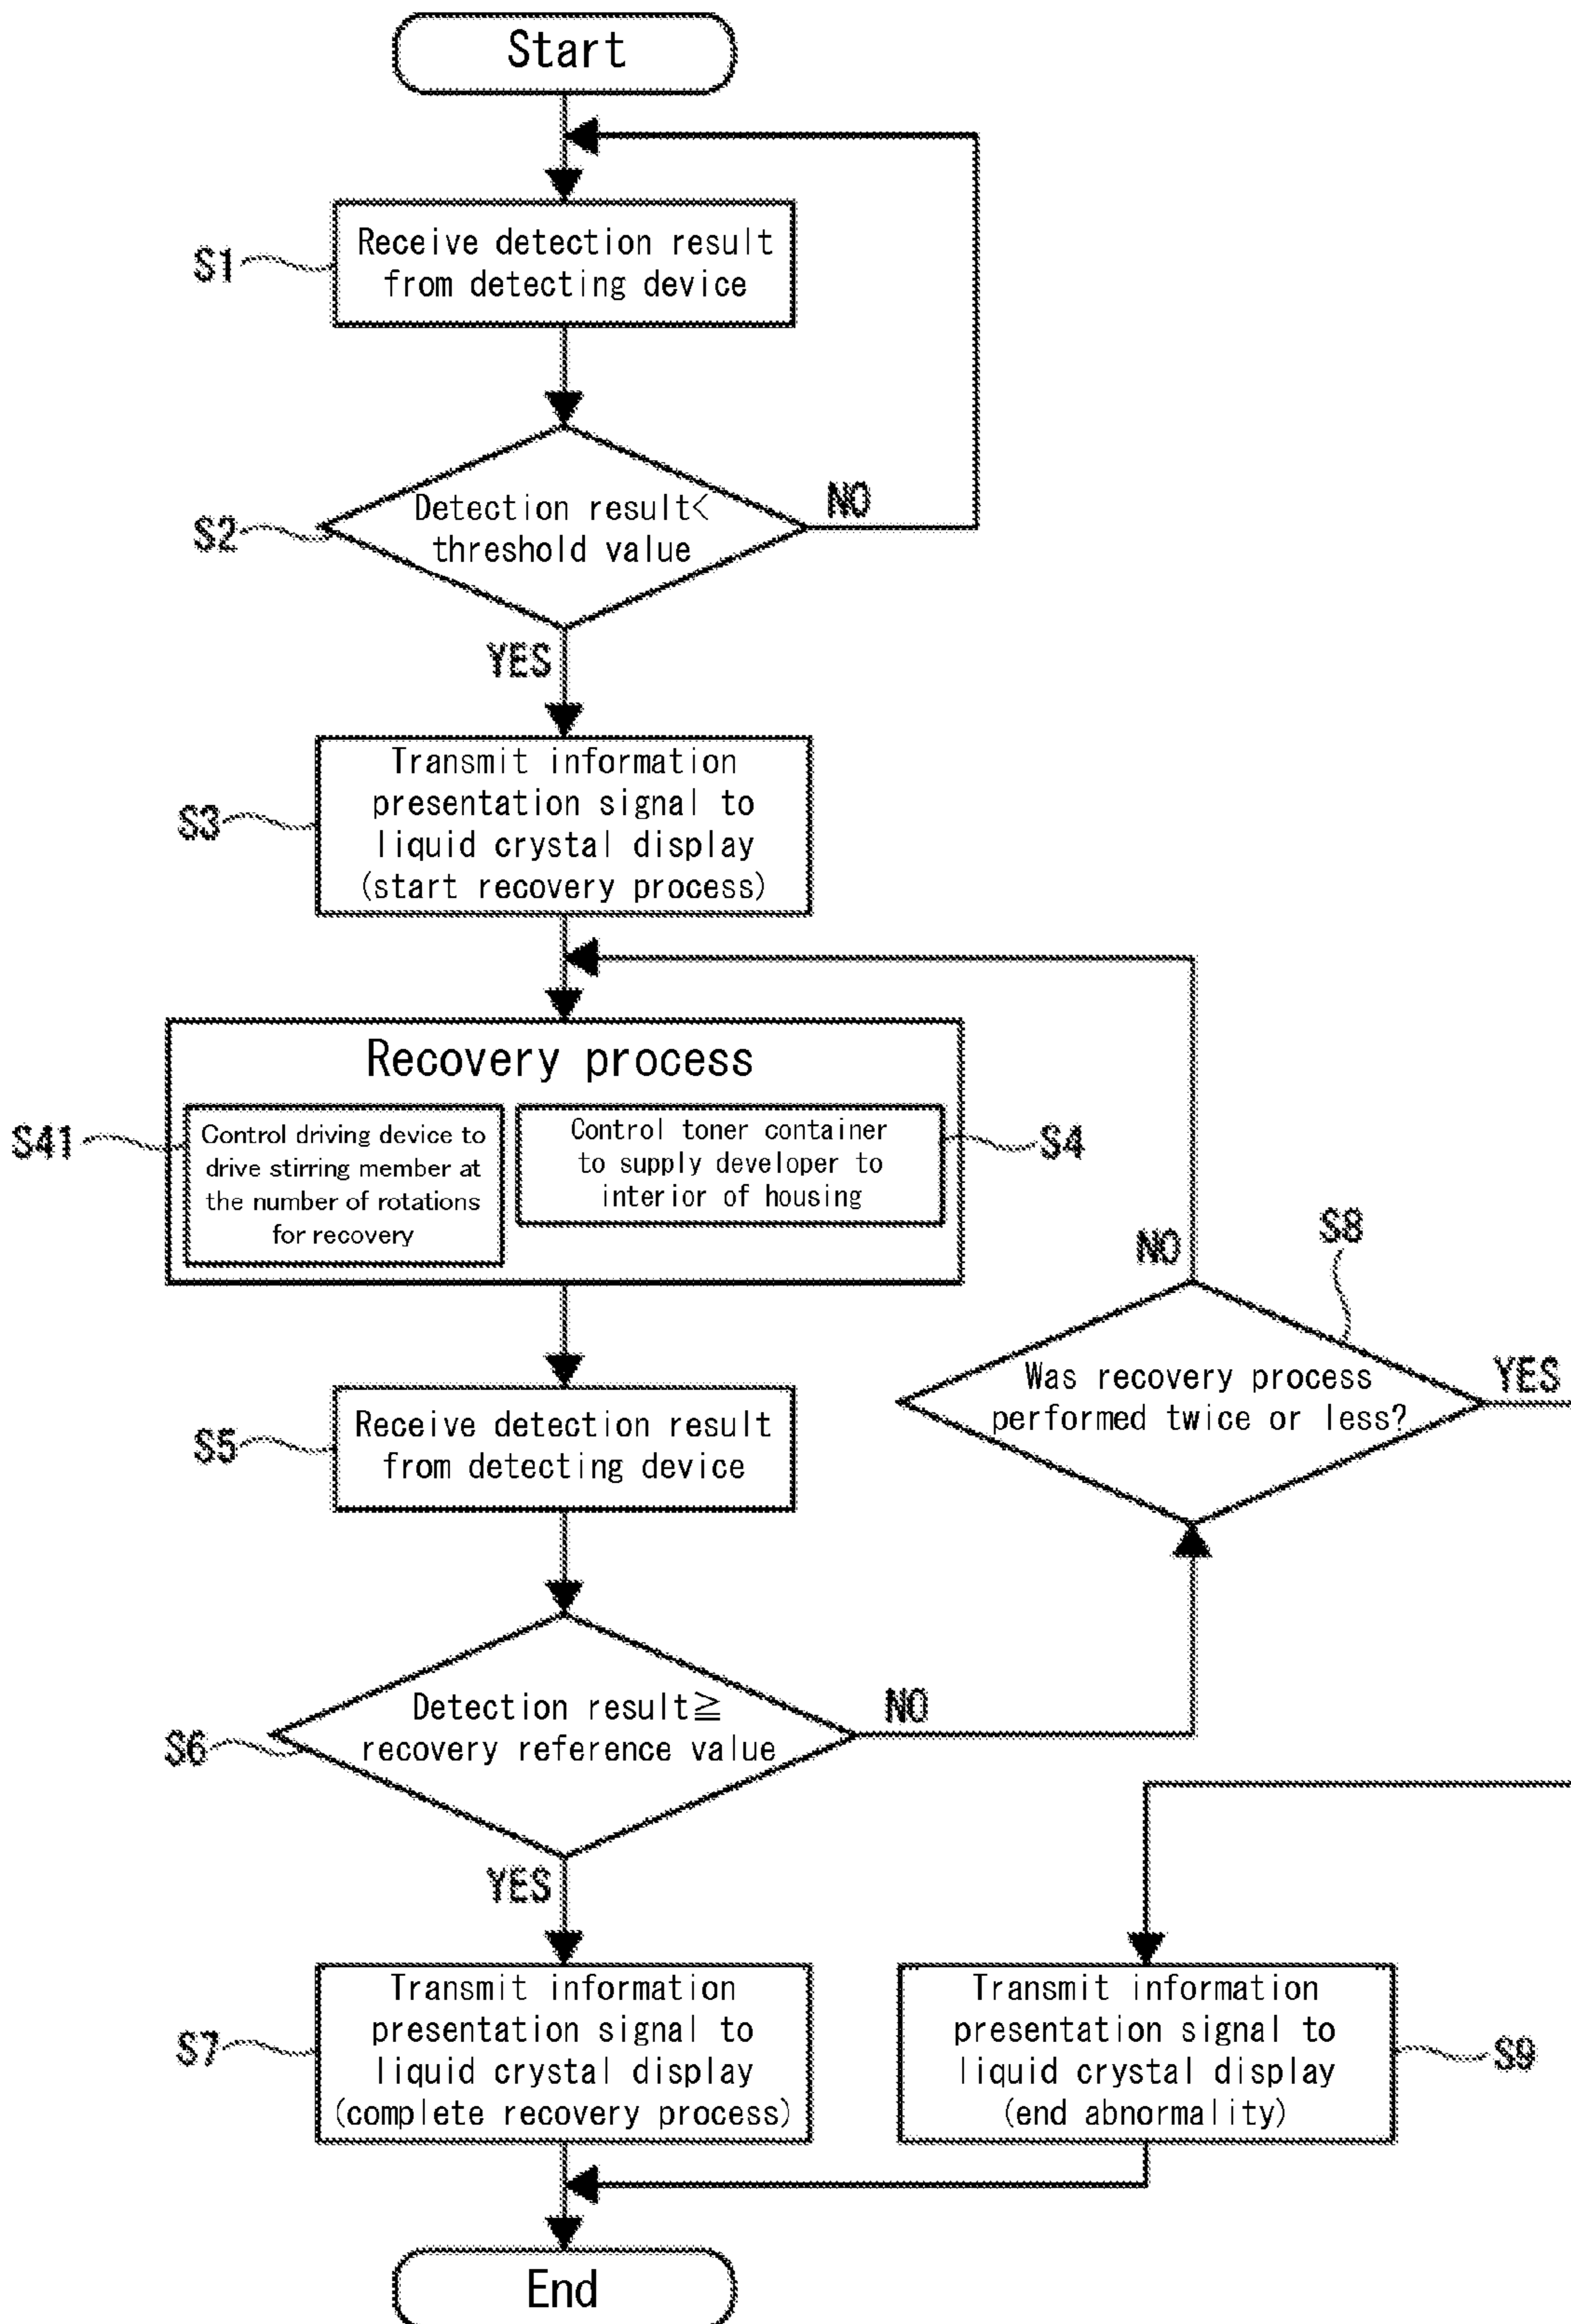 Start
S1
Receive detection result
from detecting device
S2
Detection result<
threshold value
NO
YES
S3
Transmit information
presentation signal to
liquid crystal display
(start recovery process)
Recovery process
S41
Control driving device to
drive stirring member at
the number of rotations
for recovery
Control toner container
to supply developer to
interior of housing
S4
NO
S8
Was recovery process
performed twice or less?
YES
S5
Receive detection result
from detecting device
S6
Detection result≧
recovery reference value
NO
YES
S7
Transmit information
presentation signal to
liquid crystal display
(complete recovery process)
Transmit information
presentation signal to
liquid crystal display
(end abnormality)
S9
End